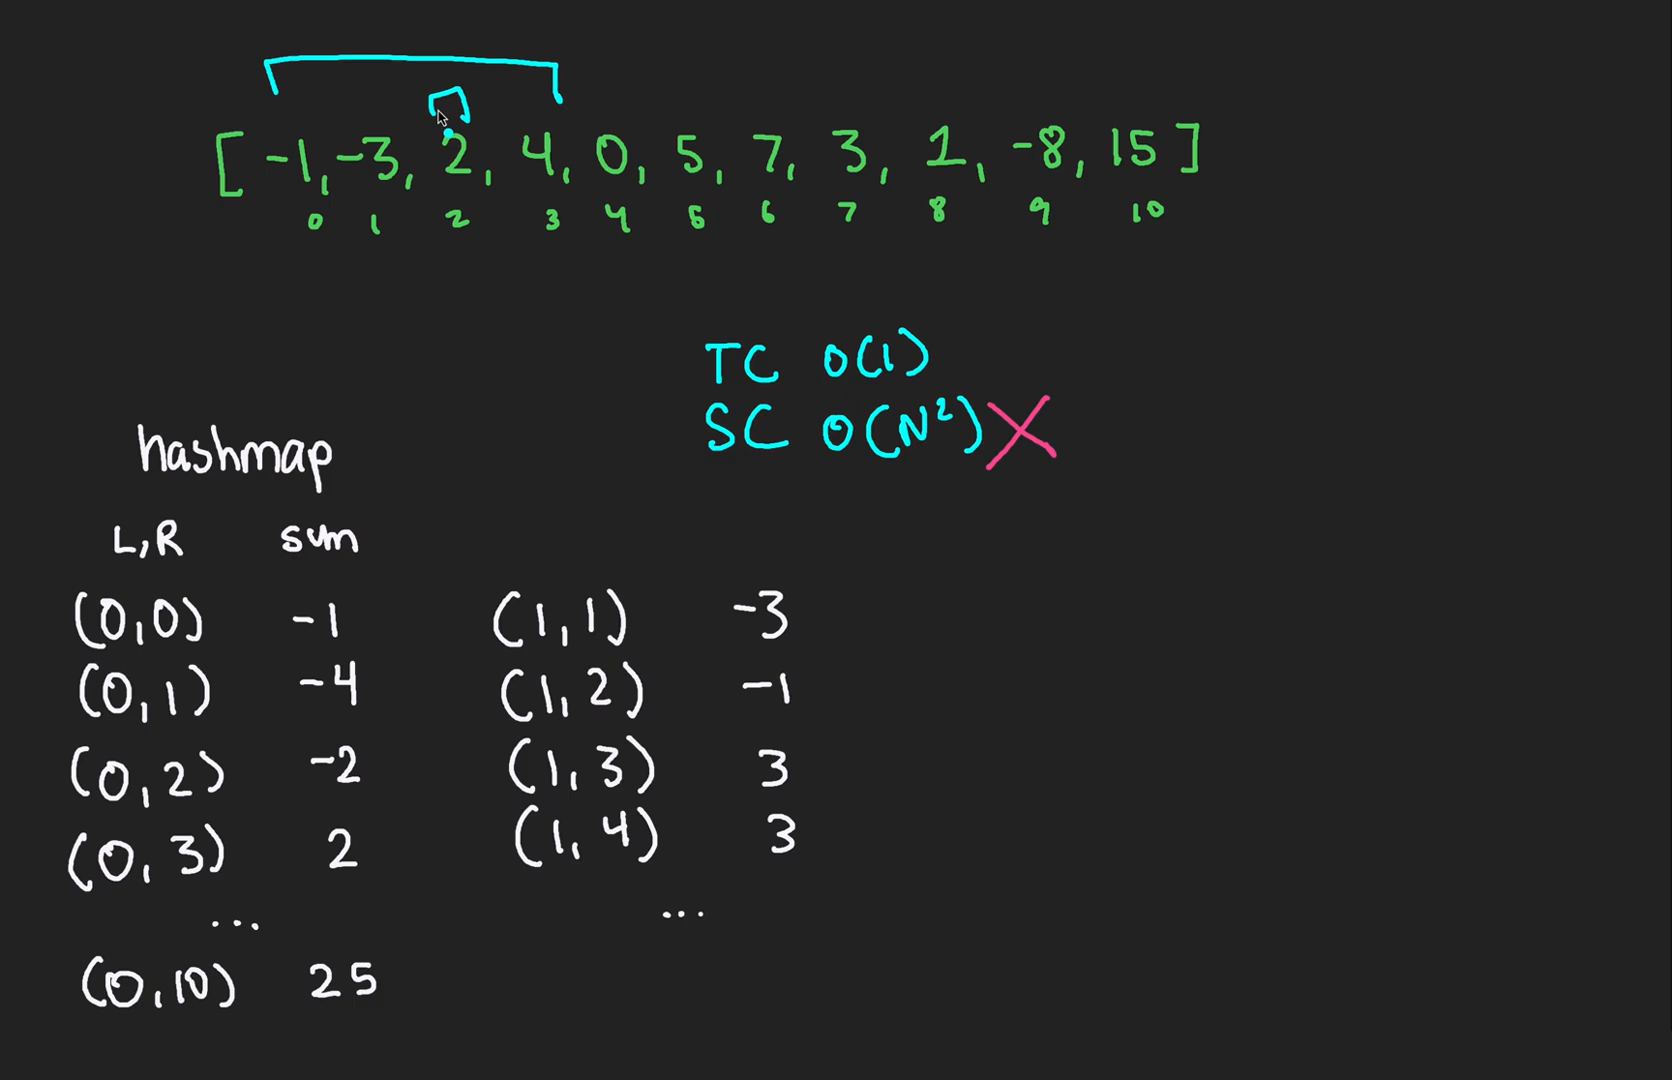 [ -1, -3, 2, 4, 0, 5, 7, 3, 1, -8, 15 ]
0 1 2 3 4 5 6 7 8 9 10
TC O(1)
SC O(N²) X
hashmap
L,R sum
(0,0) -1 (1,1) -3
(0,1) -4 (1,2) -1
(0,2) -2 (1,3) 3
(0,3) 2 (1,4) 3
... ...
(0,10) 25